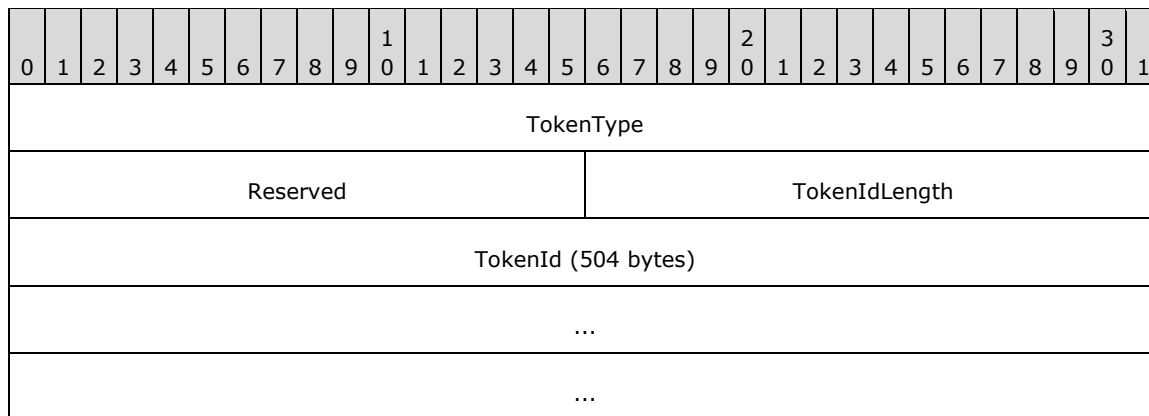 1 2 3
0 1 2 3 4 5 6 7 8 9 0 1 2 3 4 5 6 7 8 9 0 1 2 3 4 5 6 7 8 9 0 1
TokenType
Reserved TokenIdLength
TokenId (504 bytes)
...
...